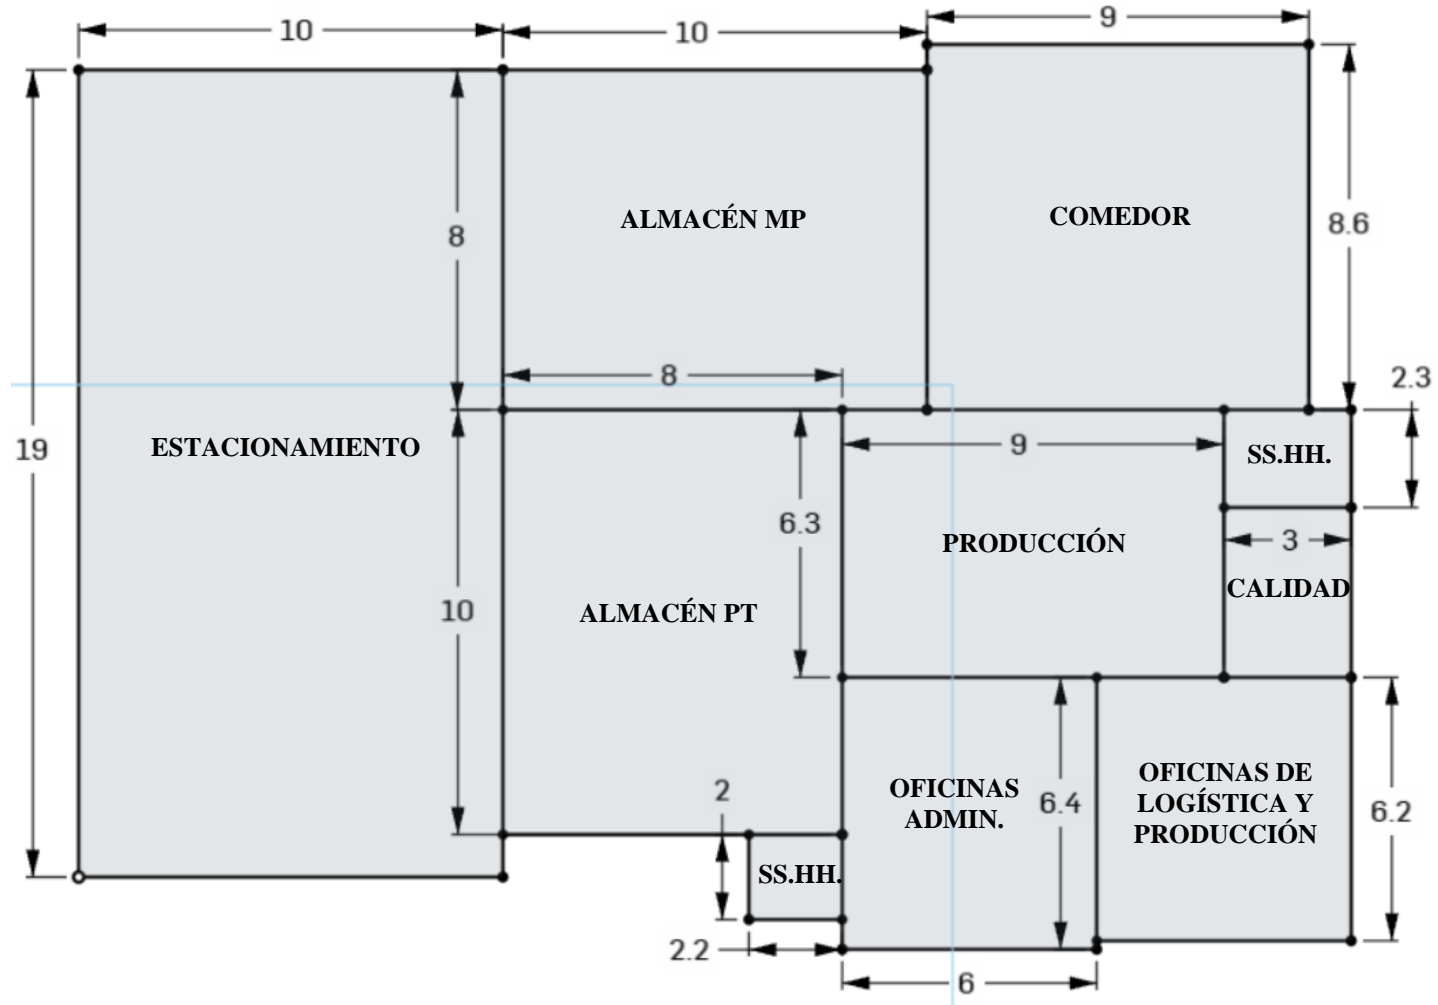 10
10
9
ALMACÉN MP
COMEDOR
8
8.6
8
2.3
19
ESTACIONAMIENTO
9
SS.HH.
6.3
PRODUCCIÓN
3
CALIDAD
10
ALMACÉN PT
2
OFICINAS
ADMIN.
6.4
OFICINAS DE
LOGÍSTICA Y
PRODUCCIÓN
6.2
SS.HH.
2.2
6